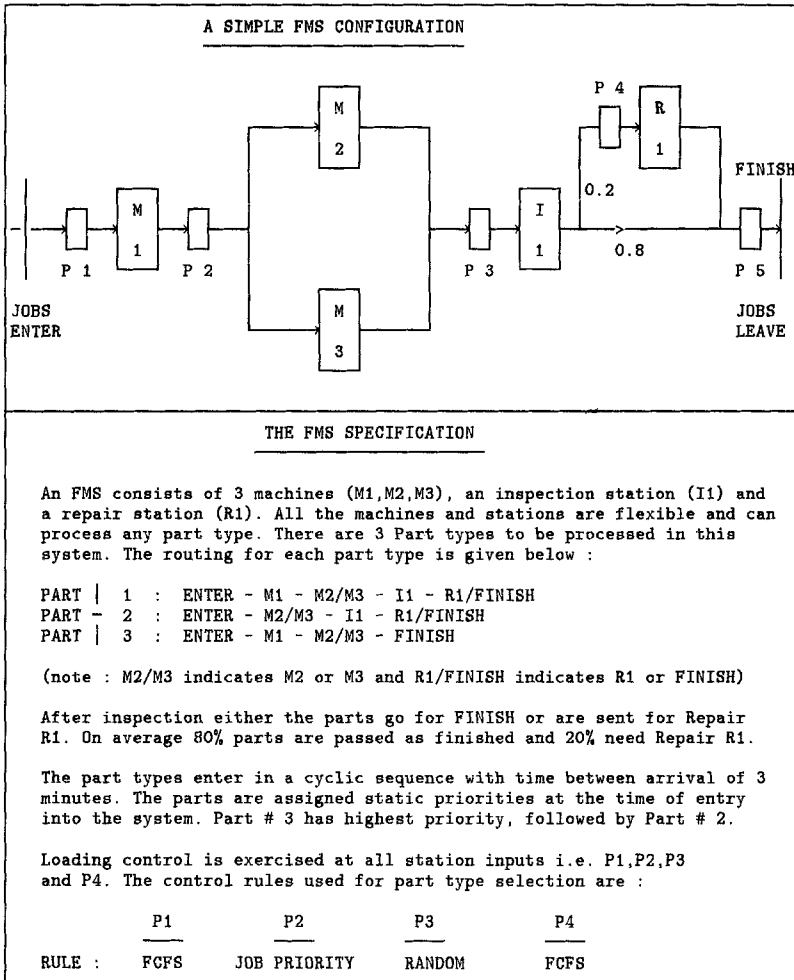 A SIMPLE FMS CONFIGURATION
M
2
P 4
R
1
FINISH
0.2
M
1
I
1
0.8
P 1
P 2
P 3
P 5
JOBS
ENTER
M
3
JOBS
LEAVE
THE FMS SPECIFICATION
An FMS consists of 3 machines (M1,M2,M3), an inspection station (I1) and
a repair station (R1). All the machines and stations are flexible and can
process any part type. There are 3 Part types to be processed in this
system. The routing for each part type is given below :
PART | 1 : ENTER - M1 - M2/M3 - I1 - R1/FINISH
PART - 2 : ENTER - M2/M3 - I1 - R1/FINISH
PART | 3 : ENTER - M1 - M2/M3 - FINISH
(note : M2/M3 indicates M2 or M3 and R1/FINISH indicates R1 or FINISH)
After inspection either the parts go for FINISH or are sent for Repair
R1. On average 80% parts are passed as finished and 20% need Repair R1.
The part types enter in a cyclic sequence with time between arrival of 3
minutes. The parts are assigned static priorities at the time of entry
into the system. Part # 3 has highest priority, followed by Part # 2.
Loading control is exercised at all station inputs i.e. P1,P2,P3
and P4. The control rules used for part type selection are :
P1 P2 P3 P4
RULE : FCFS JOB PRIORITY RANDOM FCFS